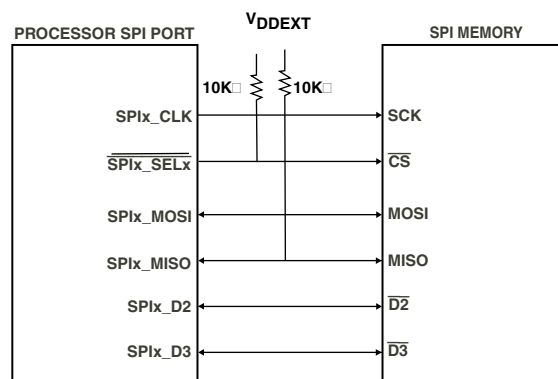 V_DDEXT
PROCESSOR SPI PORT
SPI MEMORY
10K□ 10K□
SPIx_CLK SCK
SPIx_SELx CS
SPIx_MOSI MOSI
SPIx_MISO MISO
SPIx_D2 D2
SPIx_D3 D3